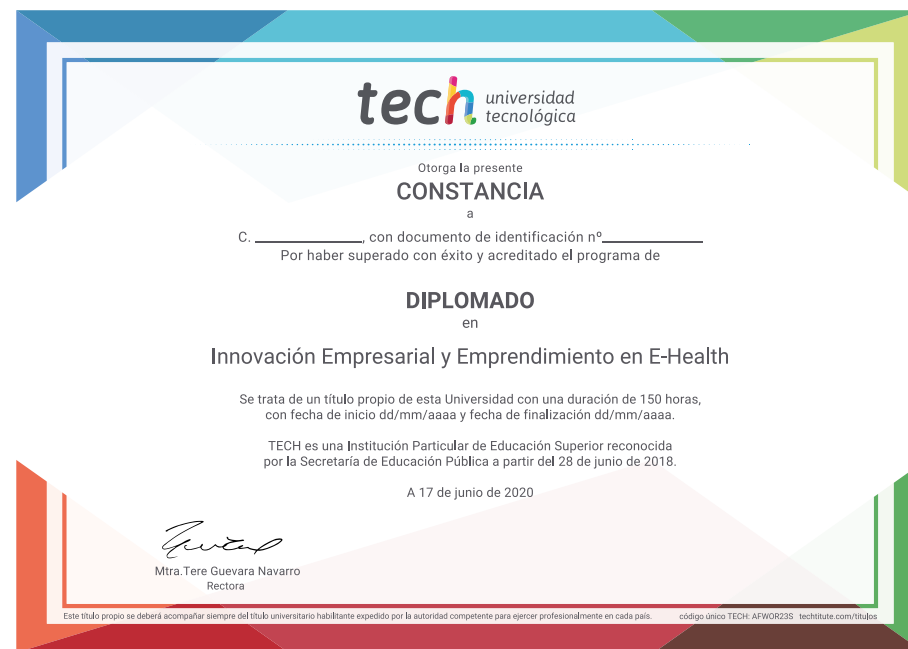 tech universidad
tecnológica
Otorga la presente
CONSTANCIA
a
C. ____________, con documento de identificación nº____________
Por haber superado con éxito y acreditado el programa de
DIPLOMADO
en
Innovación Empresarial y Emprendimiento en E-Health
Se trata de un título propio de esta Universidad con una duración de 150 horas,
con fecha de inicio dd/mm/aaaa y fecha de finalización dd/mm/aaaa.
TECH es una Institución Particular de Educación Superior reconocida
por la Secretaría de Educación Pública a partir del 28 de junio de 2018.
A 17 de junio de 2020
Mtra.Tere Guevara Navarro
Rectora
Este título propio se deberá acompañar siempre del título universitario habilitante expedido por la autoridad competente para ejercer profesionalmente en cada país. código único TECH: AFWOR23S techtitute.com/títulos